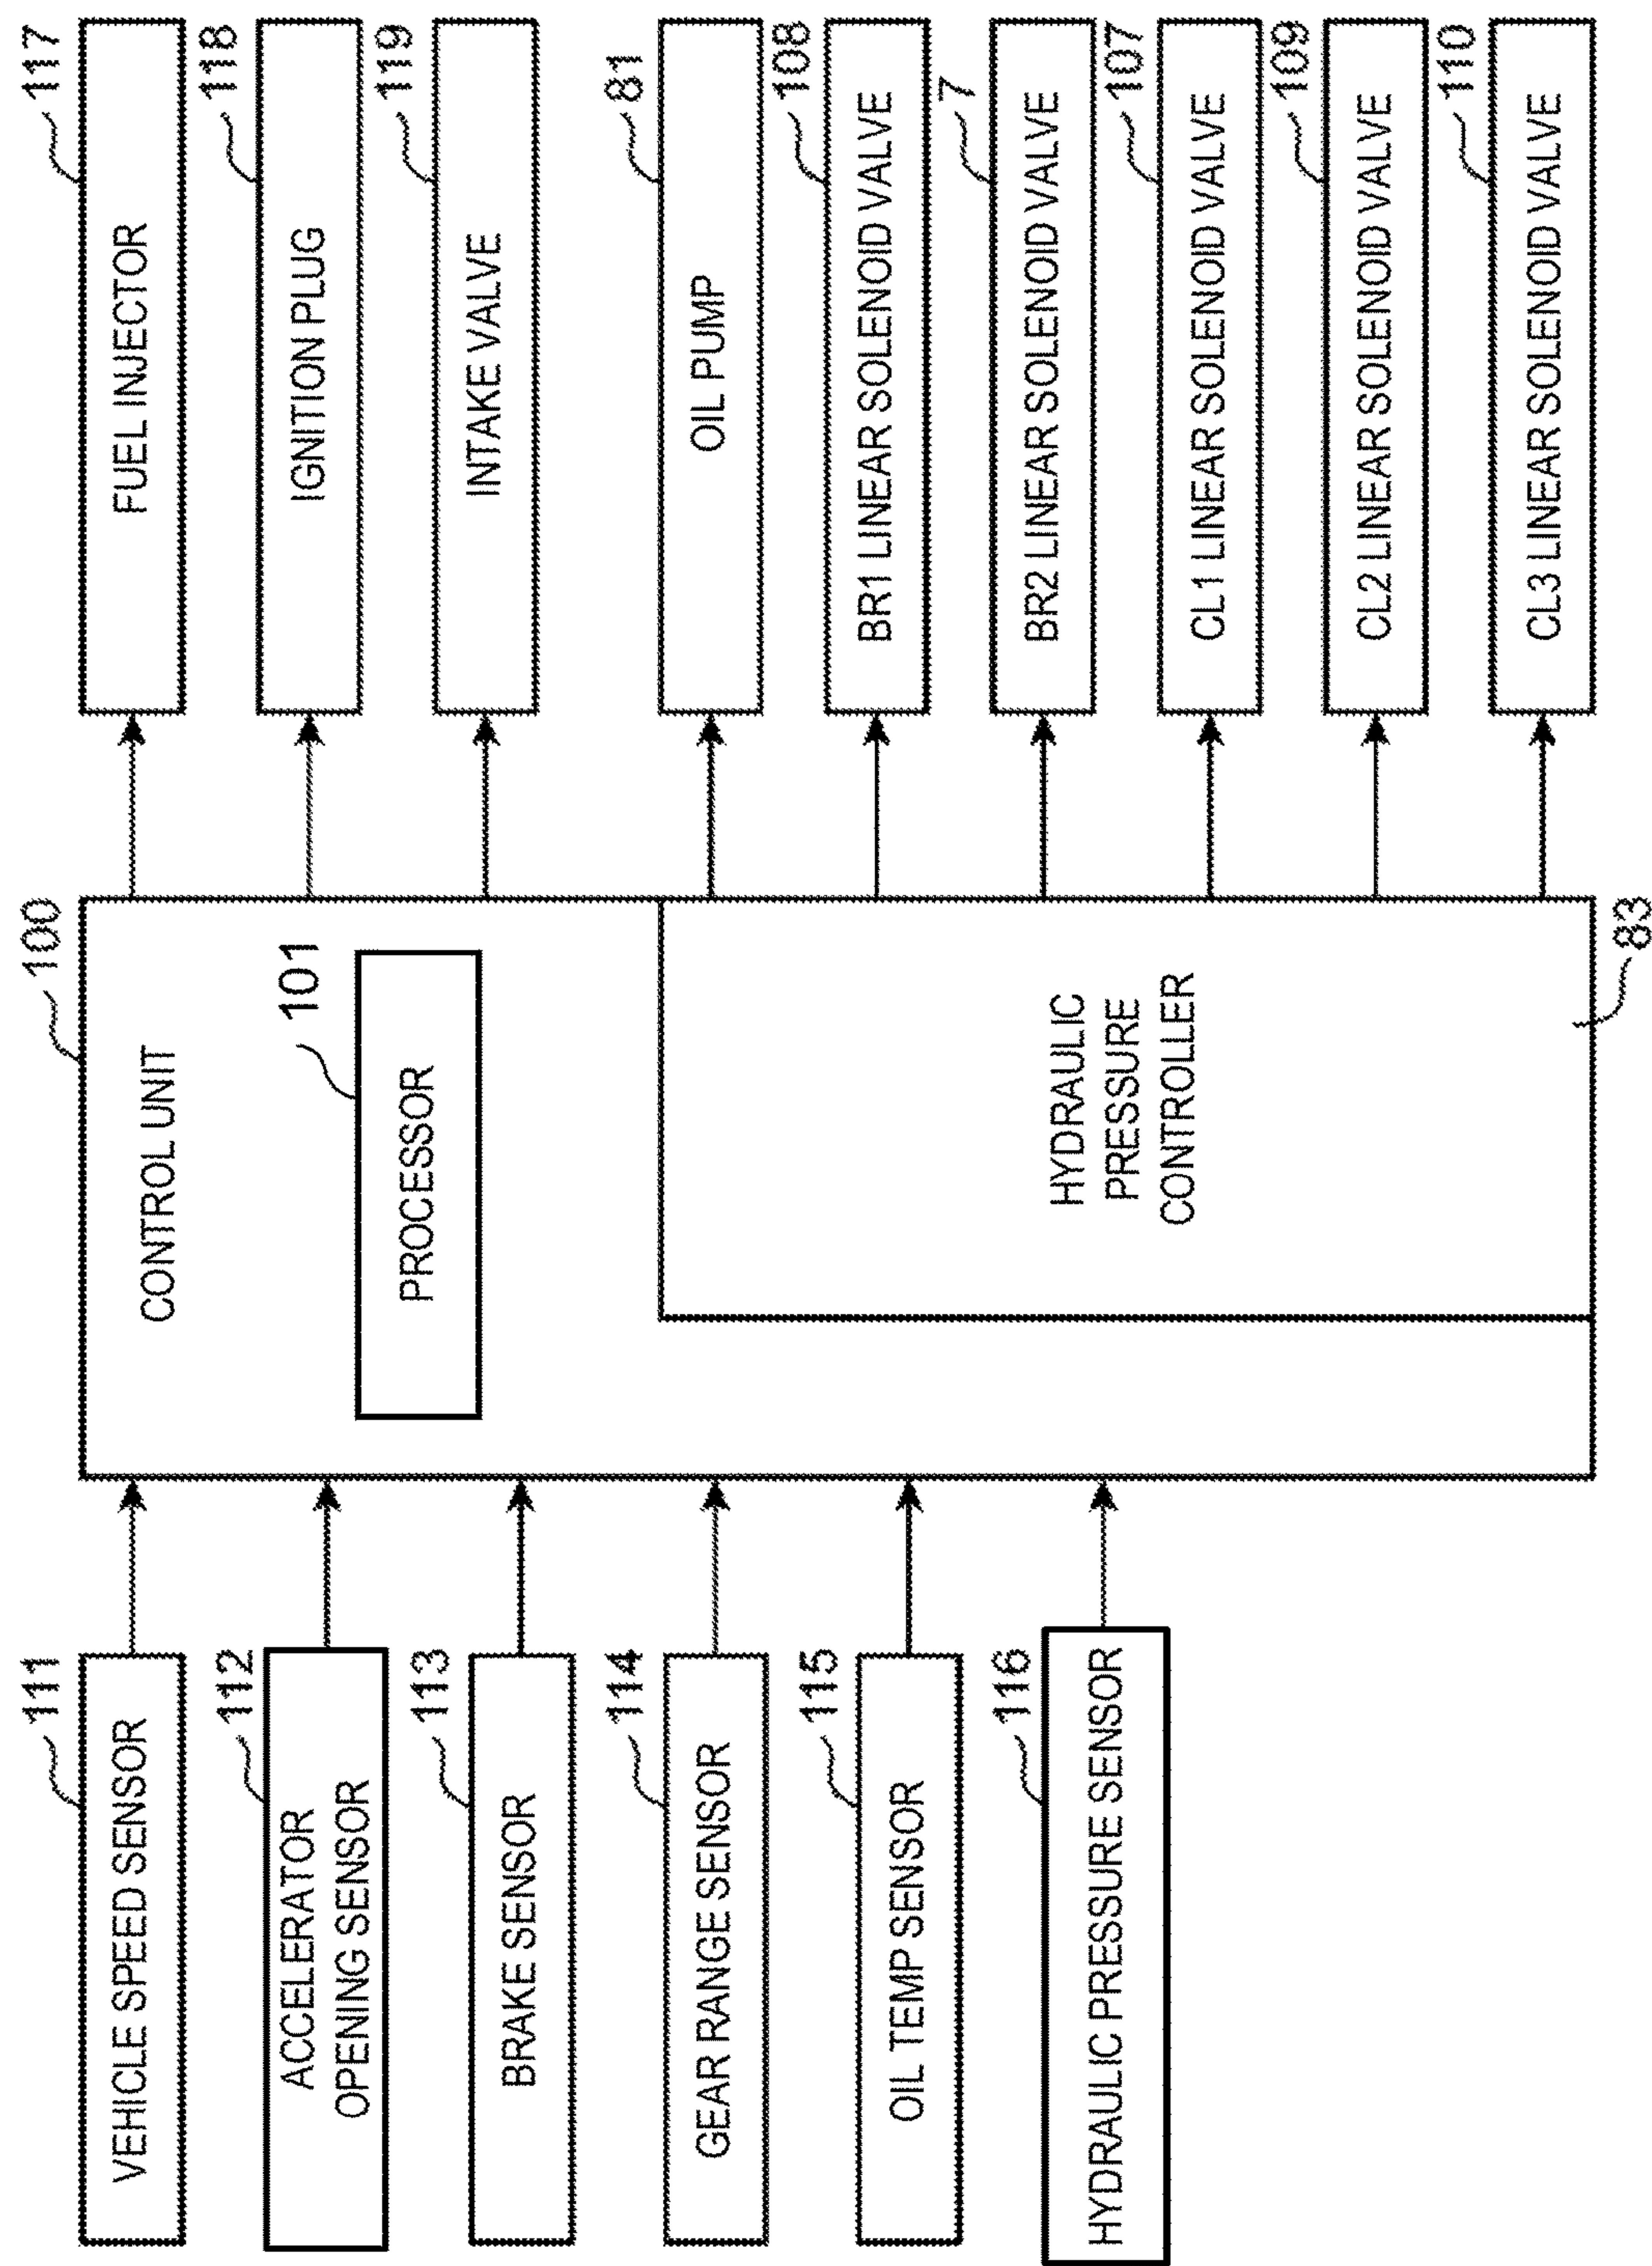 111
VEHICLE SPEED SENSOR
112
ACCELERATOR
OPENING SENSOR
113
BRAKE SENSOR
114
GEAR RANGE SENSOR
115
OIL TEMP SENSOR
116
HYDRAULIC PRESSURE SENSOR
100
CONTROL UNIT
101
PROCESSOR
HYDRAULIC
PRESSURE
CONTROLLER
83
117
FUEL INJECTOR
118
IGNITION PLUG
119
INTAKE VALVE
81
OIL PUMP
108
BR1 LINEAR SOLENOID VALVE
7
BR2 LINEAR SOLENOID VALVE
107
CL1 LINEAR SOLENOID VALVE
109
CL2 LINEAR SOLENOID VALVE
110
CL3 LINEAR SOLENOID VALVE